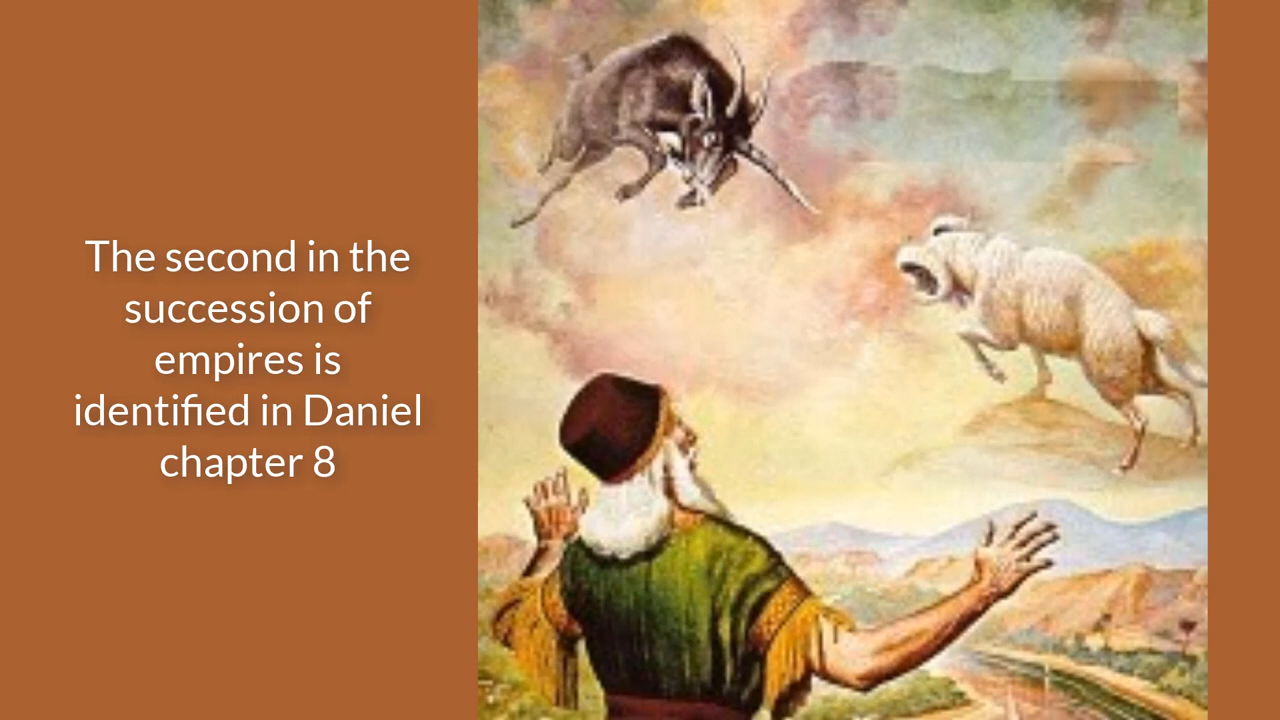 The second in the
succession of
empires is
identified in Daniel
chapter 8